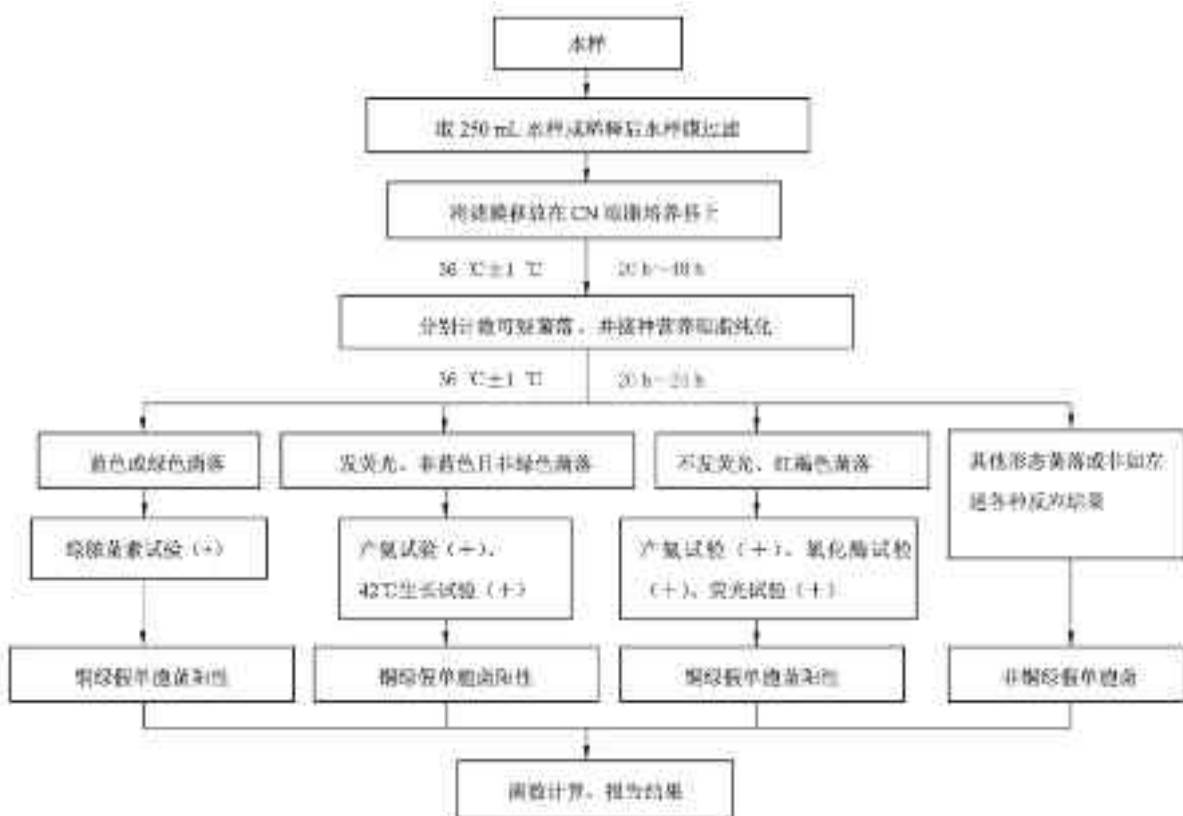 水样
取 250 mL 水样或稀释后水样膜过滤
将滤膜移放在 CN 琼脂培养基上
36 ℃±1 ℃ 20 h~48 h
分别计数可疑菌落，并接种营养琼脂纯化
36 ℃±1 ℃ 20 h~24 h
蓝色或绿色菌落
发荧光、非蓝色且非绿色菌落
不发荧光、红褐色菌落
其他形态菌落或非如左
述各种反应结果
绿脓菌素试验（+）
产氨试验（+）、
42℃生长试验（+）
产氨试验（+）、氧化酶试验
（+）、荧光试验（+）
铜绿假单胞菌阳性
铜绿假单胞菌阳性
铜绿假单胞菌阳性
非铜绿假单胞菌
菌数计算，报告结果